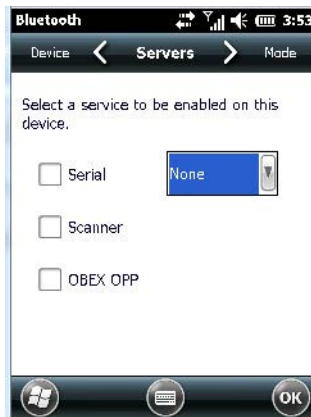 Bluetooth 3:53
Device Servers Mode
Select a service to be enabled on this
device.
Serial None
Scanner
OBEX OPP
OK